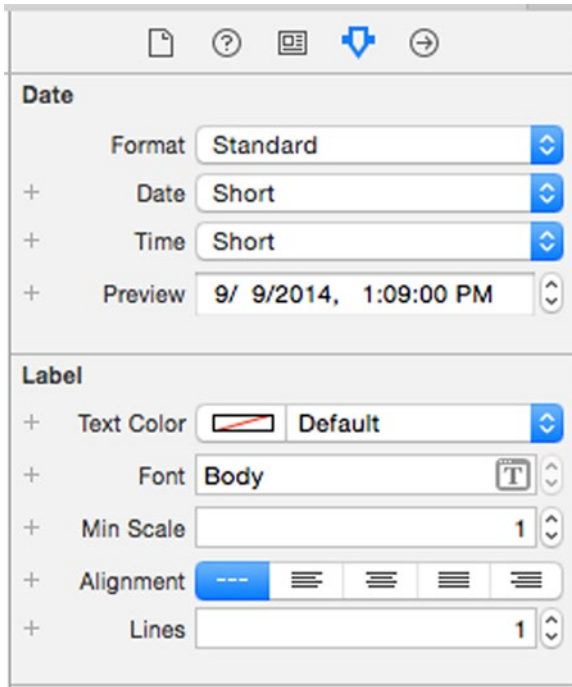 Date
Format Standard
+ Date Short
+ Time Short
+ Preview 9/ 9/2014, 1:09:00 PM
Label
+ Text Color Default
+ Font Body T
+ Min Scale 1
+ Alignment ---
+ Lines 1